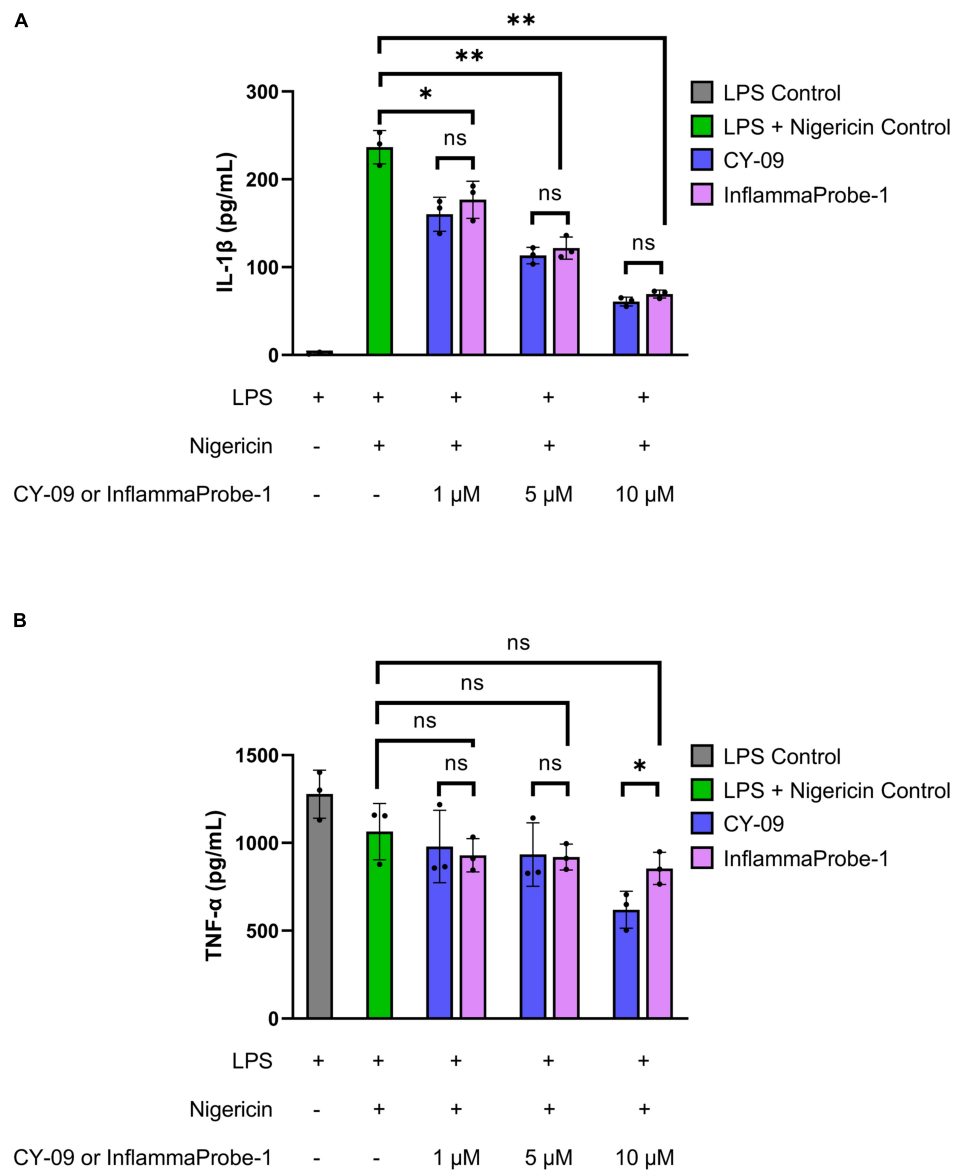 A
**
**
*
ns
ns
ns
300
200
100
0
IL-1β (pg/mL)
LPS Control
LPS + Nigericin Control
CY-09
InflammaProbe-1
LPS + + + + +
Nigericin - + + + +
CY-09 or InflammaProbe-1 - - 1 µM 5 µM 10 µM
B
ns
ns
ns
ns
ns
*
1500
1000
500
0
TNF-α (pg/mL)
LPS Control
LPS + Nigericin Control
CY-09
InflammaProbe-1
LPS + + + + +
Nigericin - + + + +
CY-09 or InflammaProbe-1 - - 1 µM 5 µM 10 µM